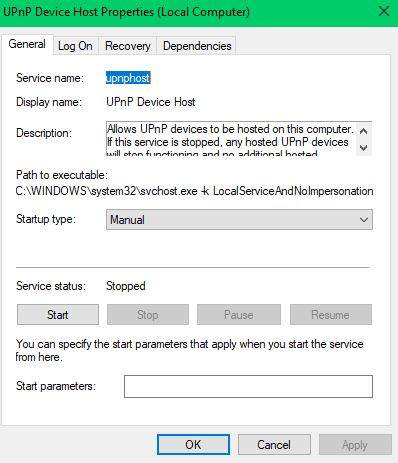 UPnP Device Host Properties (Local Computer)
General Log On Recovery Dependencies
Service name: upnphost
Display name: UPnP Device Host
Description: Allows UPnP devices to be hosted on this computer.
If this service is stopped, any hosted UPnP devices
will stop functioning and no additional hosted
Path to executable:
C:\WINDOWS\system32\svchost.exe -k LocalServiceAndNoImpersonation
Startup type: Manual
Service status: Stopped
Start Stop Pause Resume
You can specify the start parameters that apply when you start the service
from here.
Start parameters:
OK Cancel Apply